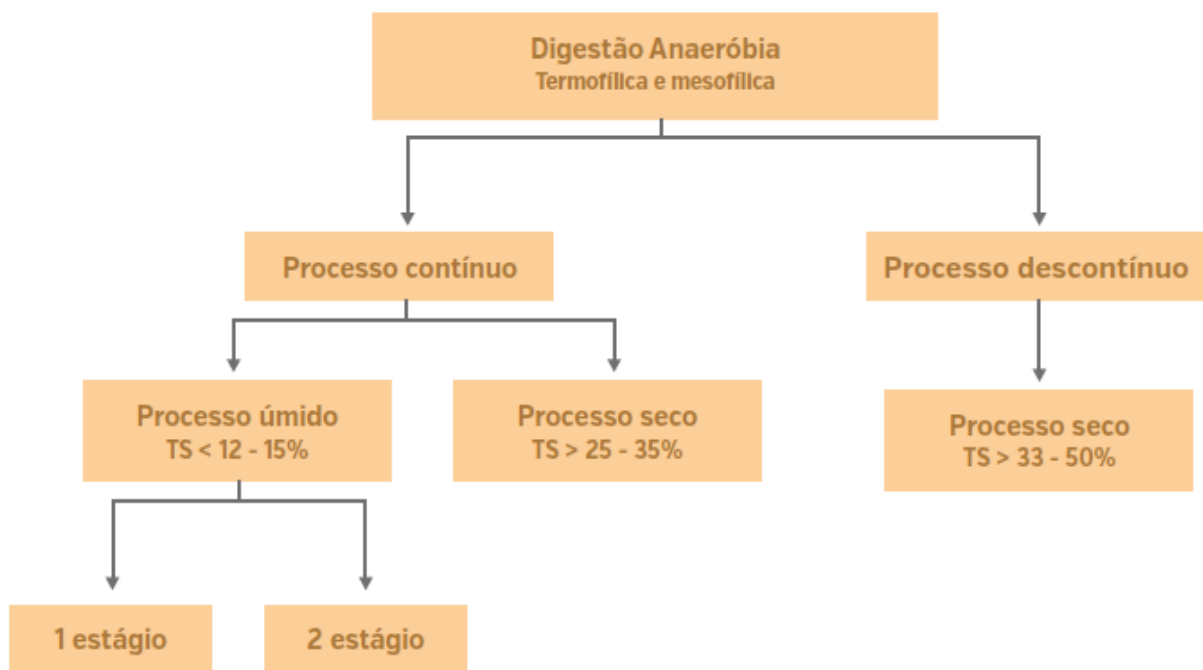 Digestão Anaeróbia
Termofílica e mesofílica
Processo contínuo
Processo descontínuo
Processo úmido
TS < 12 - 15%
Processo seco
TS > 25 - 35%
Processo seco
TS > 33 - 50%
1 estágio
2 estágio